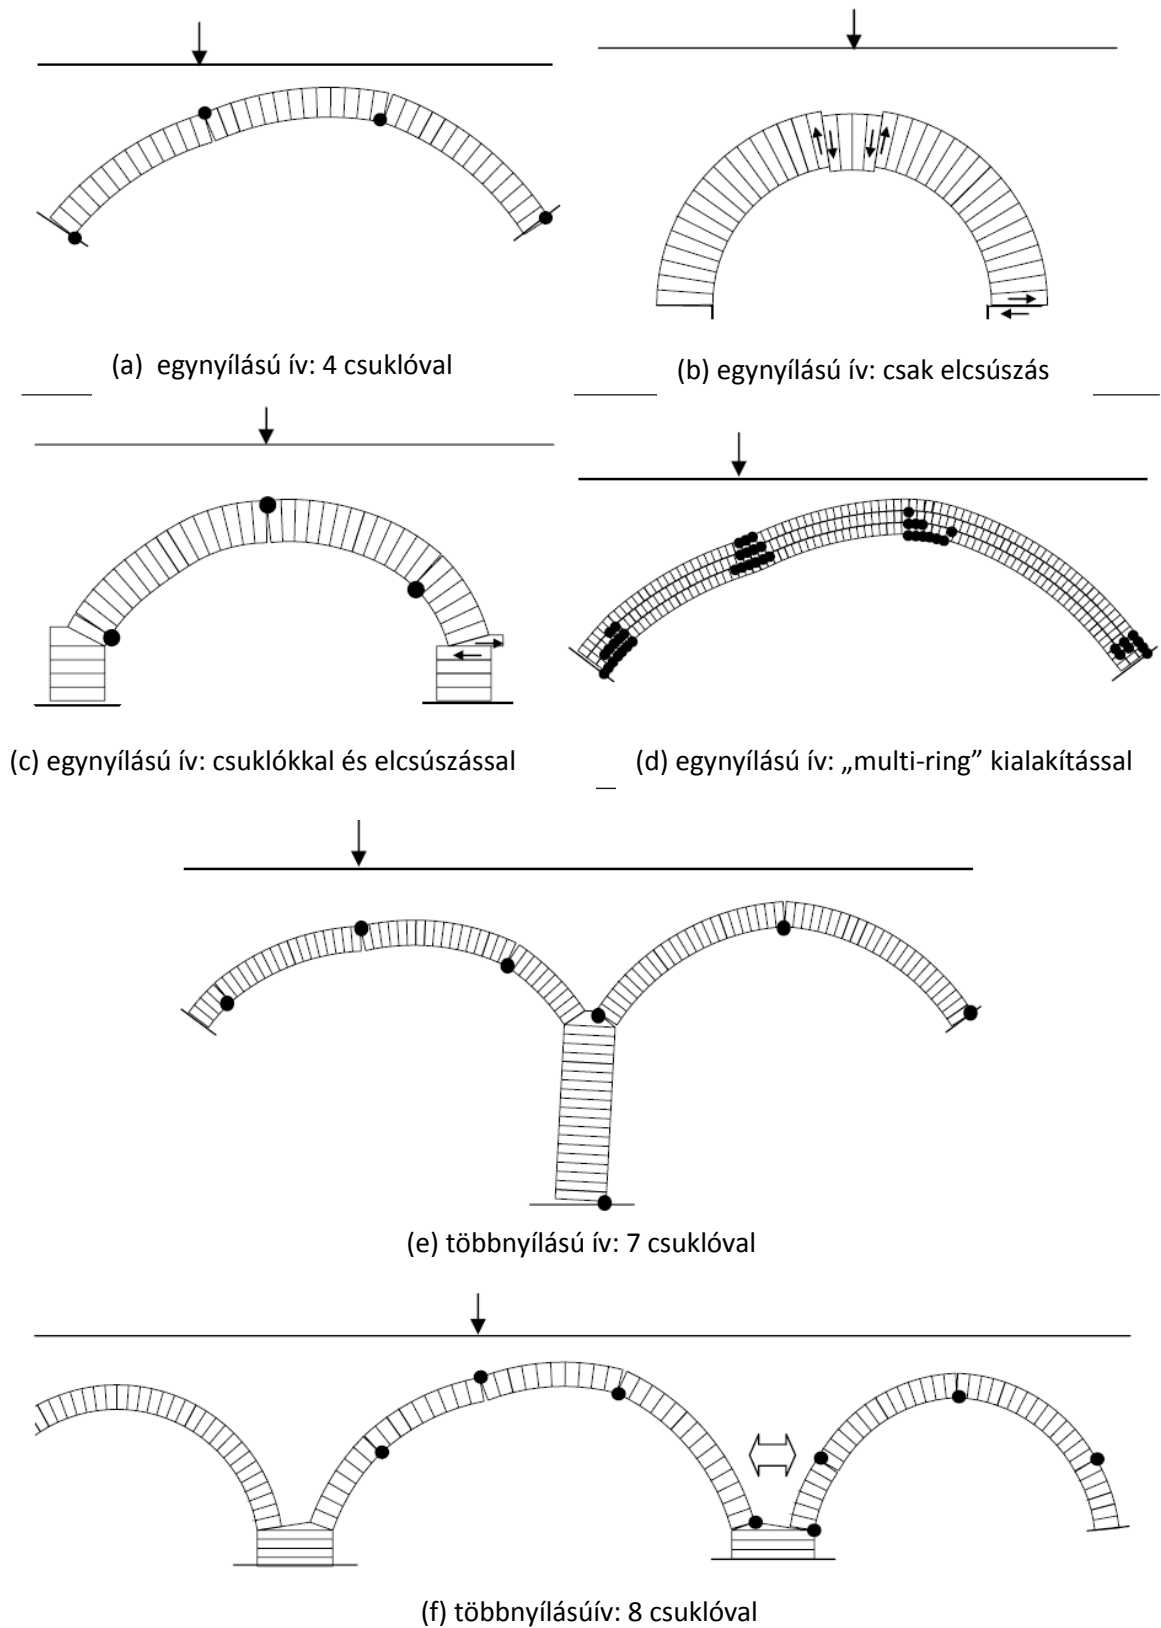 (a) egynyílású ív: 4 csuklóval
(b) egynyílású ív: csak elcsúszás
(c) egynyílású ív: csuklókkal és elcsúszással
(d) egynyílású ív: „multi-ring” kialakítással
(e) többnyílású ív: 7 csuklóval
(f) többnyílásúív: 8 csuklóval